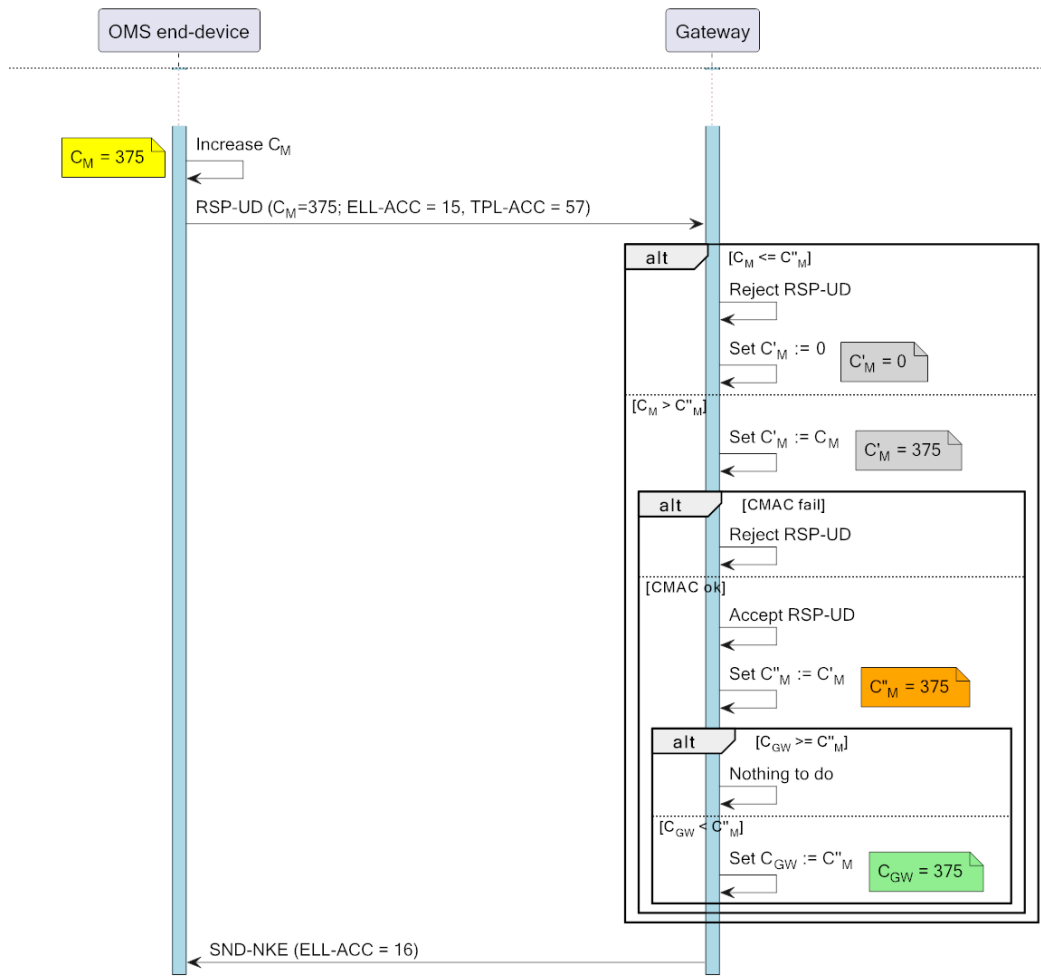 OMS end-device
Gateway
Increase C_M
C_M = 375
RSP-UD (C_M=375; ELL-ACC = 15, TPL-ACC = 57)
alt [C_M <= C"_M]
Reject RSP-UD
Set C'_M := 0
C'_M = 0
[C_M > C"_M]
Set C'_M := C_M
C'_M = 375
alt [CMAC fail]
Reject RSP-UD
[CMAC ok]
Accept RSP-UD
Set C"_M := C'_M
C"_M = 375
alt [C_GW >= C"_M]
Nothing to do
[C_GW < C"_M]
Set C_GW := C"_M
C_GW = 375
SND-NKE (ELL-ACC = 16)